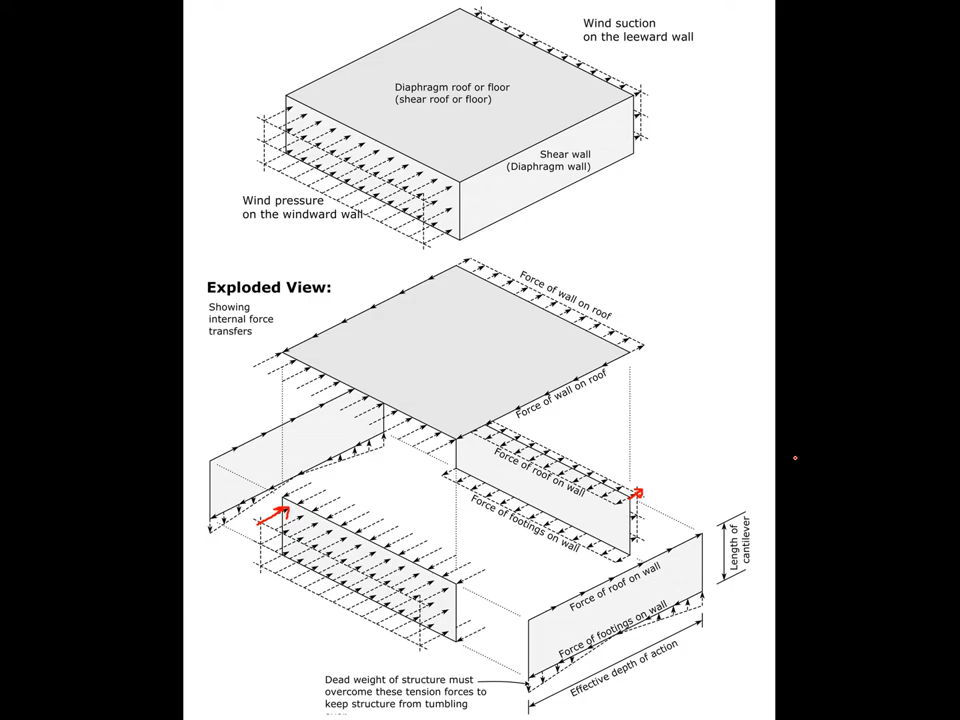 Wind suction
on the leeward wall
Diaphragm roof or floor
(shear roof or floor)
Shear wall
(Diaphragm wall)
Wind pressure
on the windward wall
Exploded View:
Showing
internal force
transfers
Force of wall on roof
Force of wall on roof
Force of roof on wall
Force of footings on wall
Length of
cantilever
Force of roof on wall
Force of footings on wall
Effective depth of action
Dead weight of structure must
overcome these tension forces to
keep structure from tumbling